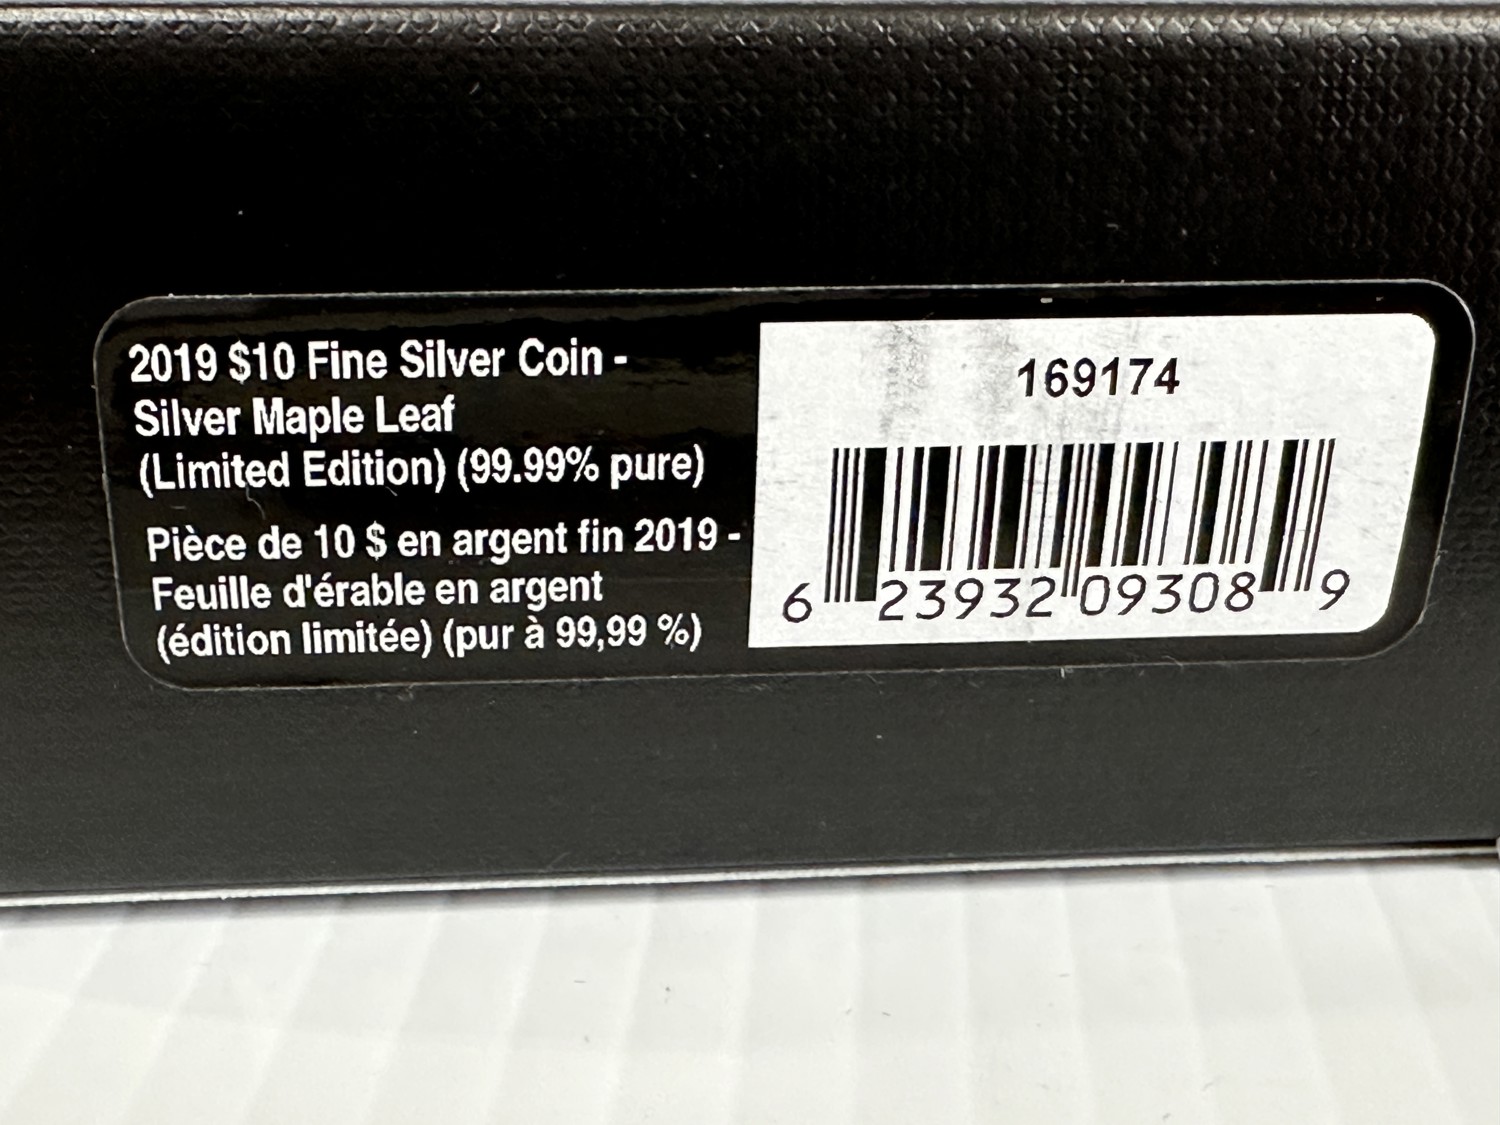 2019 $10 Fine Silver Coin -
Silver Maple Leaf
(Limited Edition) (99.99% pure)
Pièce de 10 $ en argent fin 2019 -
Feuille d'érable en argent
(édition limitée) (pur à 99,99 %)
169174
6 23932 09308 9